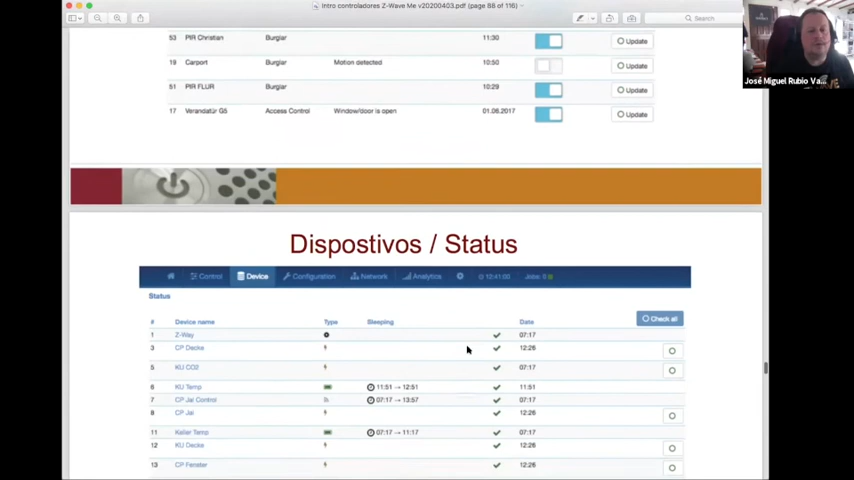 Intro controladores Z-Wave Me v20200403.pdf (page 88 of 116)
Search
53 PIR Christian Burglar 11:30 Update
19 Carport Burglar Motion detected 10:50 Update
51 PIR FLUR Burglar 10:29 Update
17 Verandatür G5 Access Control Window/door is open 01.06.2017 Update
José Miguel Rubio Va...
Dispostivos / Status
Control Device Configuration Network Analytics 12:41:00 Jobs: 0
Status
# Device name Type Sleeping Date Check all
1 Z-Way 07:17
3 CP Decke 12:26
5 KU CO2 07:17
6 KU Temp 11:51 → 12:51 11:51
7 CP Jal Control 07:17 → 13:57 07:17
8 CP Jal 12:26
11 Keller Temp 07:17 → 11:17 07:17
12 KU Decke 12:26
13 CP Fenster 12:26